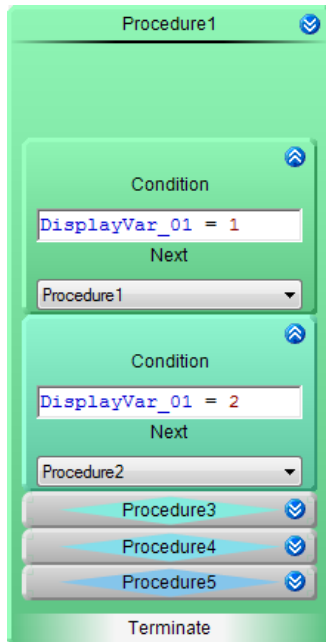 Procedure1
Condition
DisplayVar_01 = 1
Next
Procedure1
Condition
DisplayVar_01 = 2
Next
Procedure2
Procedure3
Procedure4
Procedure5
Terminate